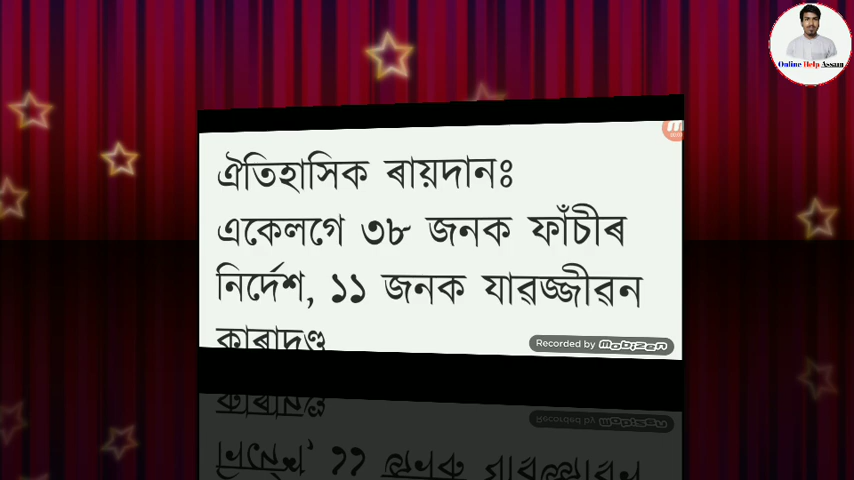 Online Help Assam
ঐতিহাসিক ৰায়দানঃ
একেলগে ৩৮ জনক ফাঁচীৰ
নিৰ্দেশ, ১১ জনক যাৱজ্জীৱন
কাৰাদণ্ড
Recorded by mobizen